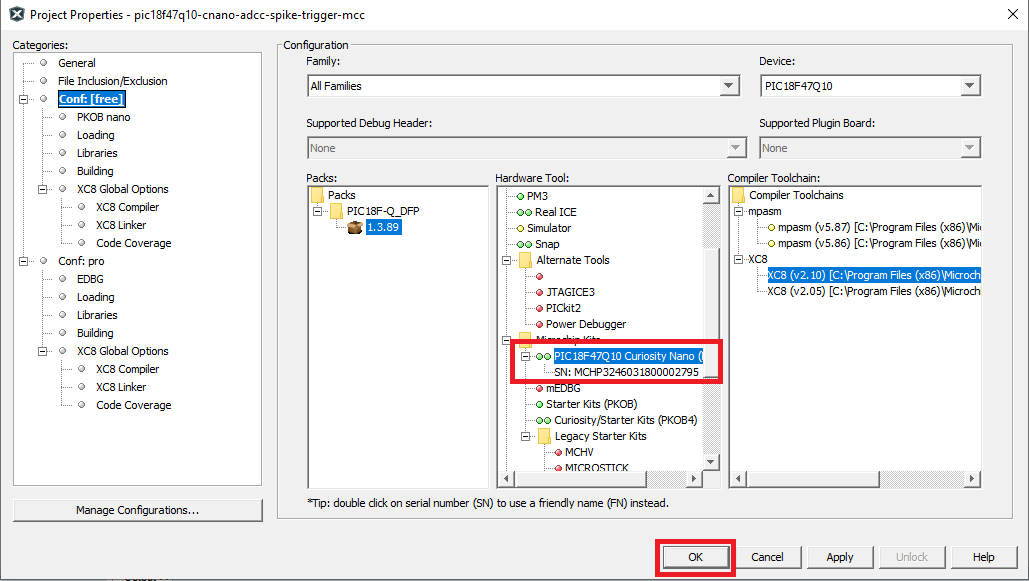 Project Properties - pic18f47q10-cnano-adcc-spike-trigger-mcc
Categories:
General
File Inclusion/Exclusion
Conf: [free]
PKOB nano
Loading
Libraries
Building
XC8 Global Options
XC8 Compiler
XC8 Linker
Code Coverage
Conf: pro
EDBG
Loading
Libraries
Building
XC8 Global Options
XC8 Compiler
XC8 Linker
Code Coverage
Manage Configurations...
Configuration
Family:
All Families
Device:
PIC18F47Q10
Supported Debug Header:
None
Supported Plugin Board:
None
Packs:
Packs
PIC18F-Q_DFP
1.3.89
Hardware Tool:
PM3
Real ICE
Simulator
Snap
Alternate Tools
JTAGICE3
PICkit2
Power Debugger
Microchip Kits
PIC18F47Q10 Curiosity Nano (
SN: MCHP3246031800002795
mEDBG
Starter Kits (PKOB)
Curiosity/Starter Kits (PKOB4)
Legacy Starter Kits
MCHV
MICROSTICK
Compiler Toolchain:
Compiler Toolchains
mpasm
mpasm (v5.87) [C:\Program Files (x86)\Mi
mpasm (v5.86) [C:\Program Files (x86)\Mi
XC8
XC8 (v2.10) [C:\Program Files (x86)\Microch
XC8 (v2.05) [C:\Program Files (x86)\Microch
*Tip: double click on serial number (SN) to use a friendly name (FN) instead.
OK
Cancel
Apply
Unlock
Help